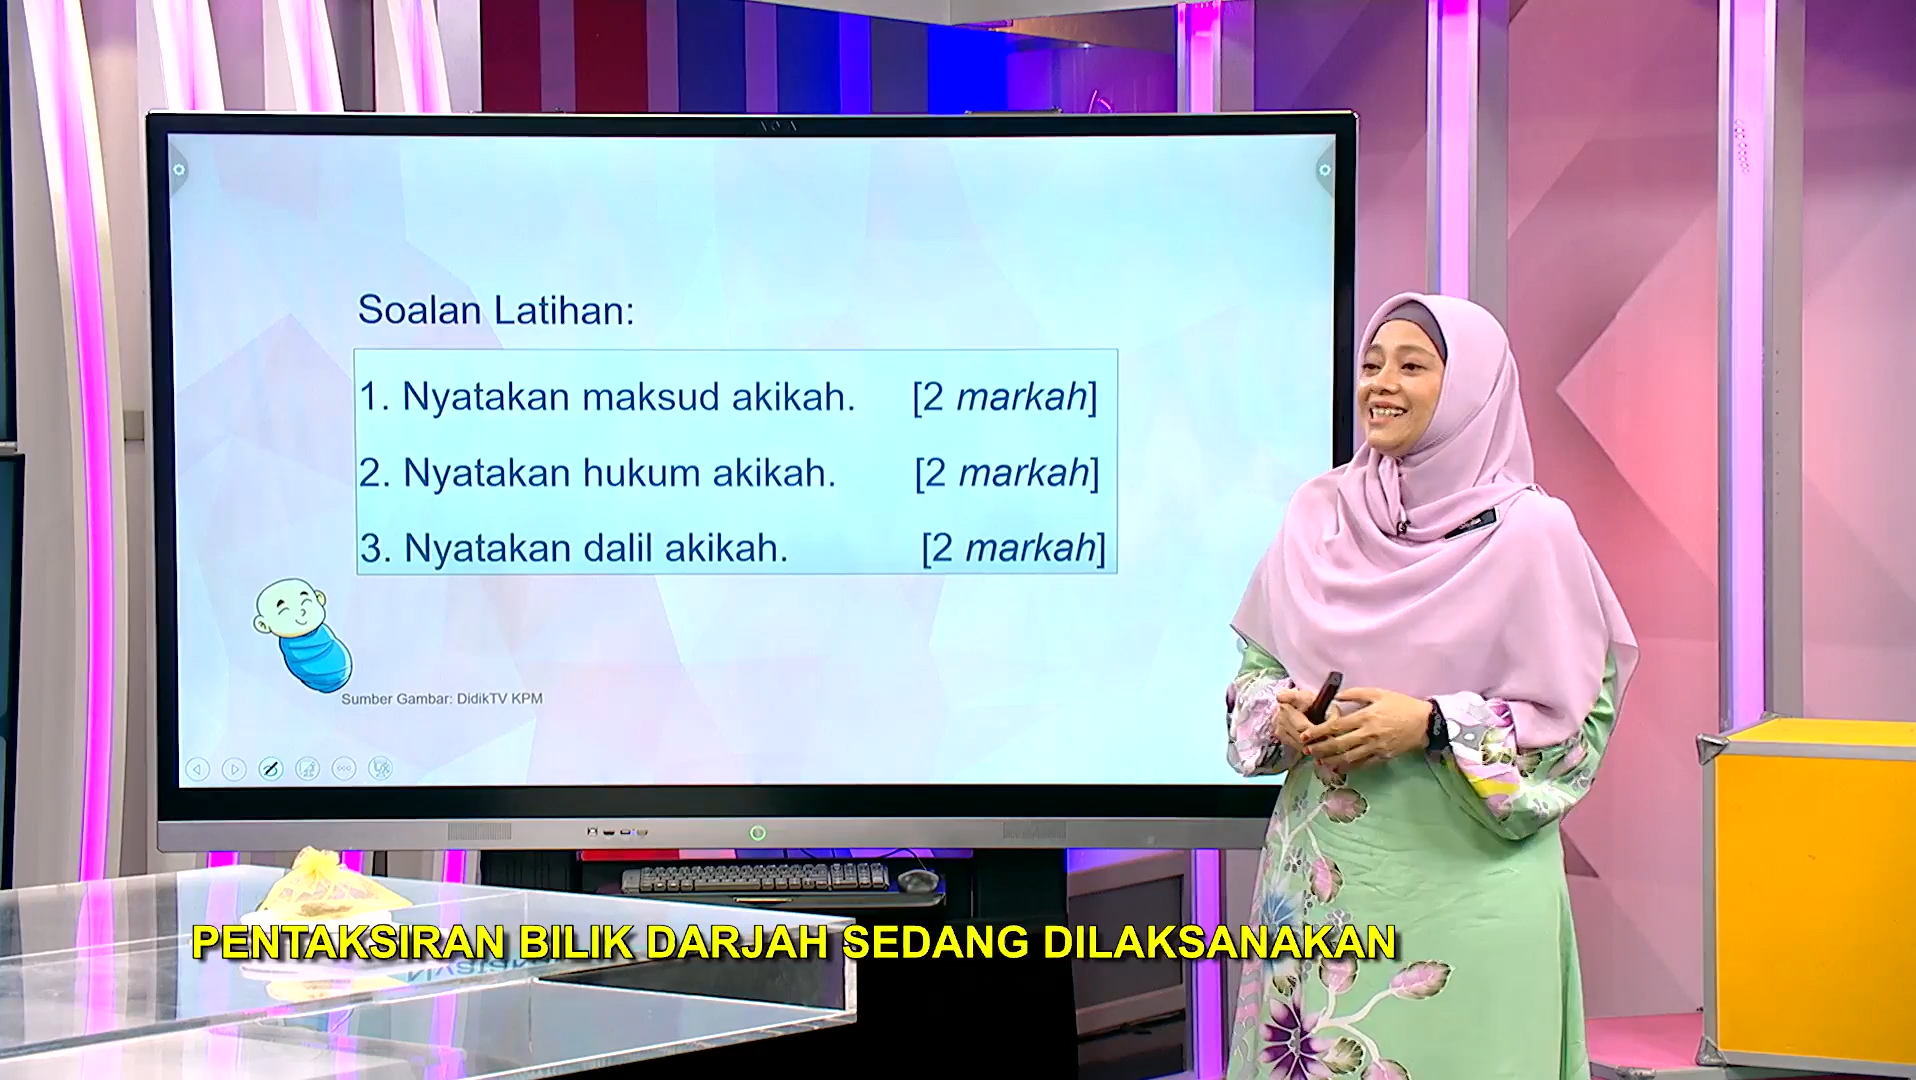 Soalan Latihan:
1. Nyatakan maksud akikah. [2 markah]
2. Nyatakan hukum akikah. [2 markah]
3. Nyatakan dalil akikah. [2 markah]
Sumber Gambar: DidikTV KPM
PENTAKSIRAN BILIK DARJAH SEDANG DILAKSANAKAN